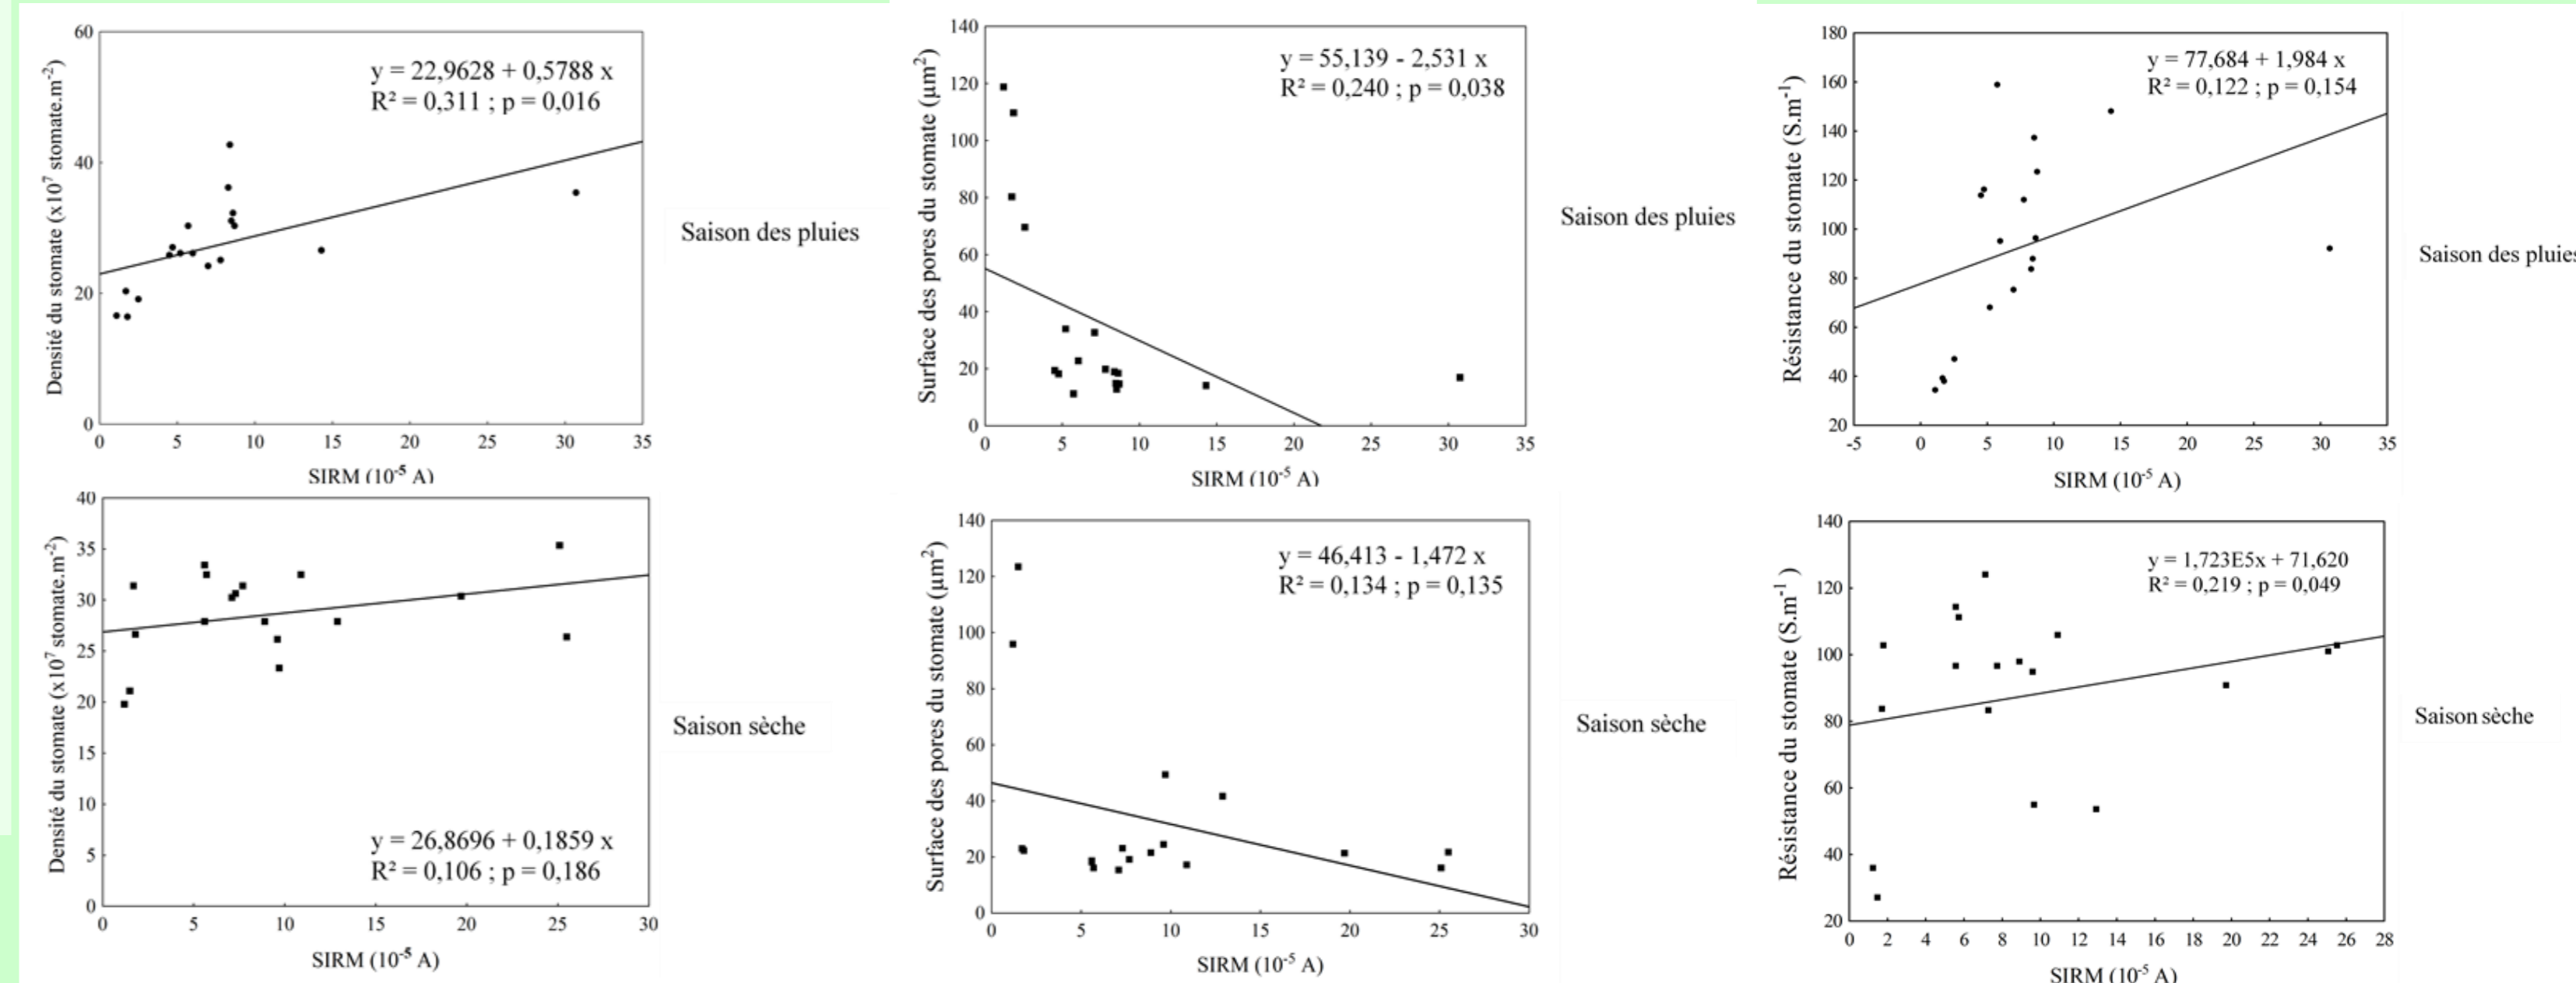 Densité du stomate (x10⁷ stomate.m⁻²)
60
40
20
0
y = 22,9628 + 0,5788 x
R² = 0,311 ; p = 0,016
0 5 10 15 20 25 30 35
SIRM (10⁻⁵ A)
Saison des pluies
Surface des pores du stomate (µm²)
140
120
100
80
60
40
20
0
y = 55,139 - 2,531 x
R² = 0,240 ; p = 0,038
0 5 10 15 20 25 30 35
SIRM (10⁻⁵ A)
Saison des pluies
Résistance du stomate (S.m⁻¹)
180
160
140
120
100
80
60
40
20
y = 77,684 + 1,984 x
R² = 0,122 ; p = 0,154
-5 0 5 10 15 20 25 30 35
SIRM (10⁻⁵ A)
Saison des pluies
Densité du stomate (x10⁷ stomate.m⁻²)
40
35
30
25
20
15
10
5
0
y = 26,8696 + 0,1859 x
R² = 0,106 ; p = 0,186
0 5 10 15 20 25 30
SIRM (10⁻⁵ A)
Saison sèche
Surface des pores du stomate (µm²)
140
120
100
80
60
40
20
0
y = 46,413 - 1,472 x
R² = 0,134 ; p = 0,135
0 5 10 15 20 25 30
SIRM (10⁻⁵ A)
Saison sèche
Résistance du stomate (S.m⁻¹ )
140
120
100
80
60
40
20
y = 1,723E5x + 71,620
R² = 0,219 ; p = 0,049
0 2 4 6 8 10 12 14 16 18 20 22 24 26 28
SIRM (10⁻⁵ A)
Saison sèche